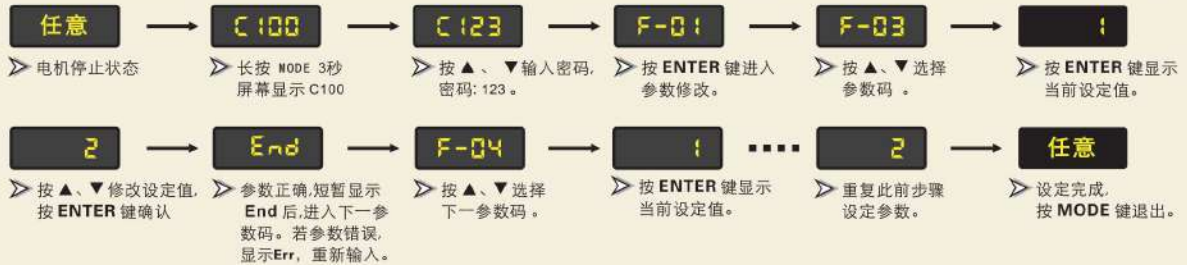 任意 C100 C123 F-01 F-03 1
电机停止状态
长按 MODE 3秒
屏幕显示 C100
按 ▲、▼输入密码,
密码: 123。
按 ENTER 键进入
参数修改。
按 ▲、▼ 选择
参数码 。
按 ENTER 键显示
当前设定值。
2 End F-04 1 2 任意
按 ▲、▼ 修改设定值,
按 ENTER 键确认
参数正确,短暂显示
End 后,进入下一参
数码。若参数错误,
显示Err, 重新输入。
按 ▲、▼ 选择
下一参数码 。
按 ENTER 键显示
当前设定值。
重复此前步骤
设定参数。
设定完成,
按 MODE 键退出。